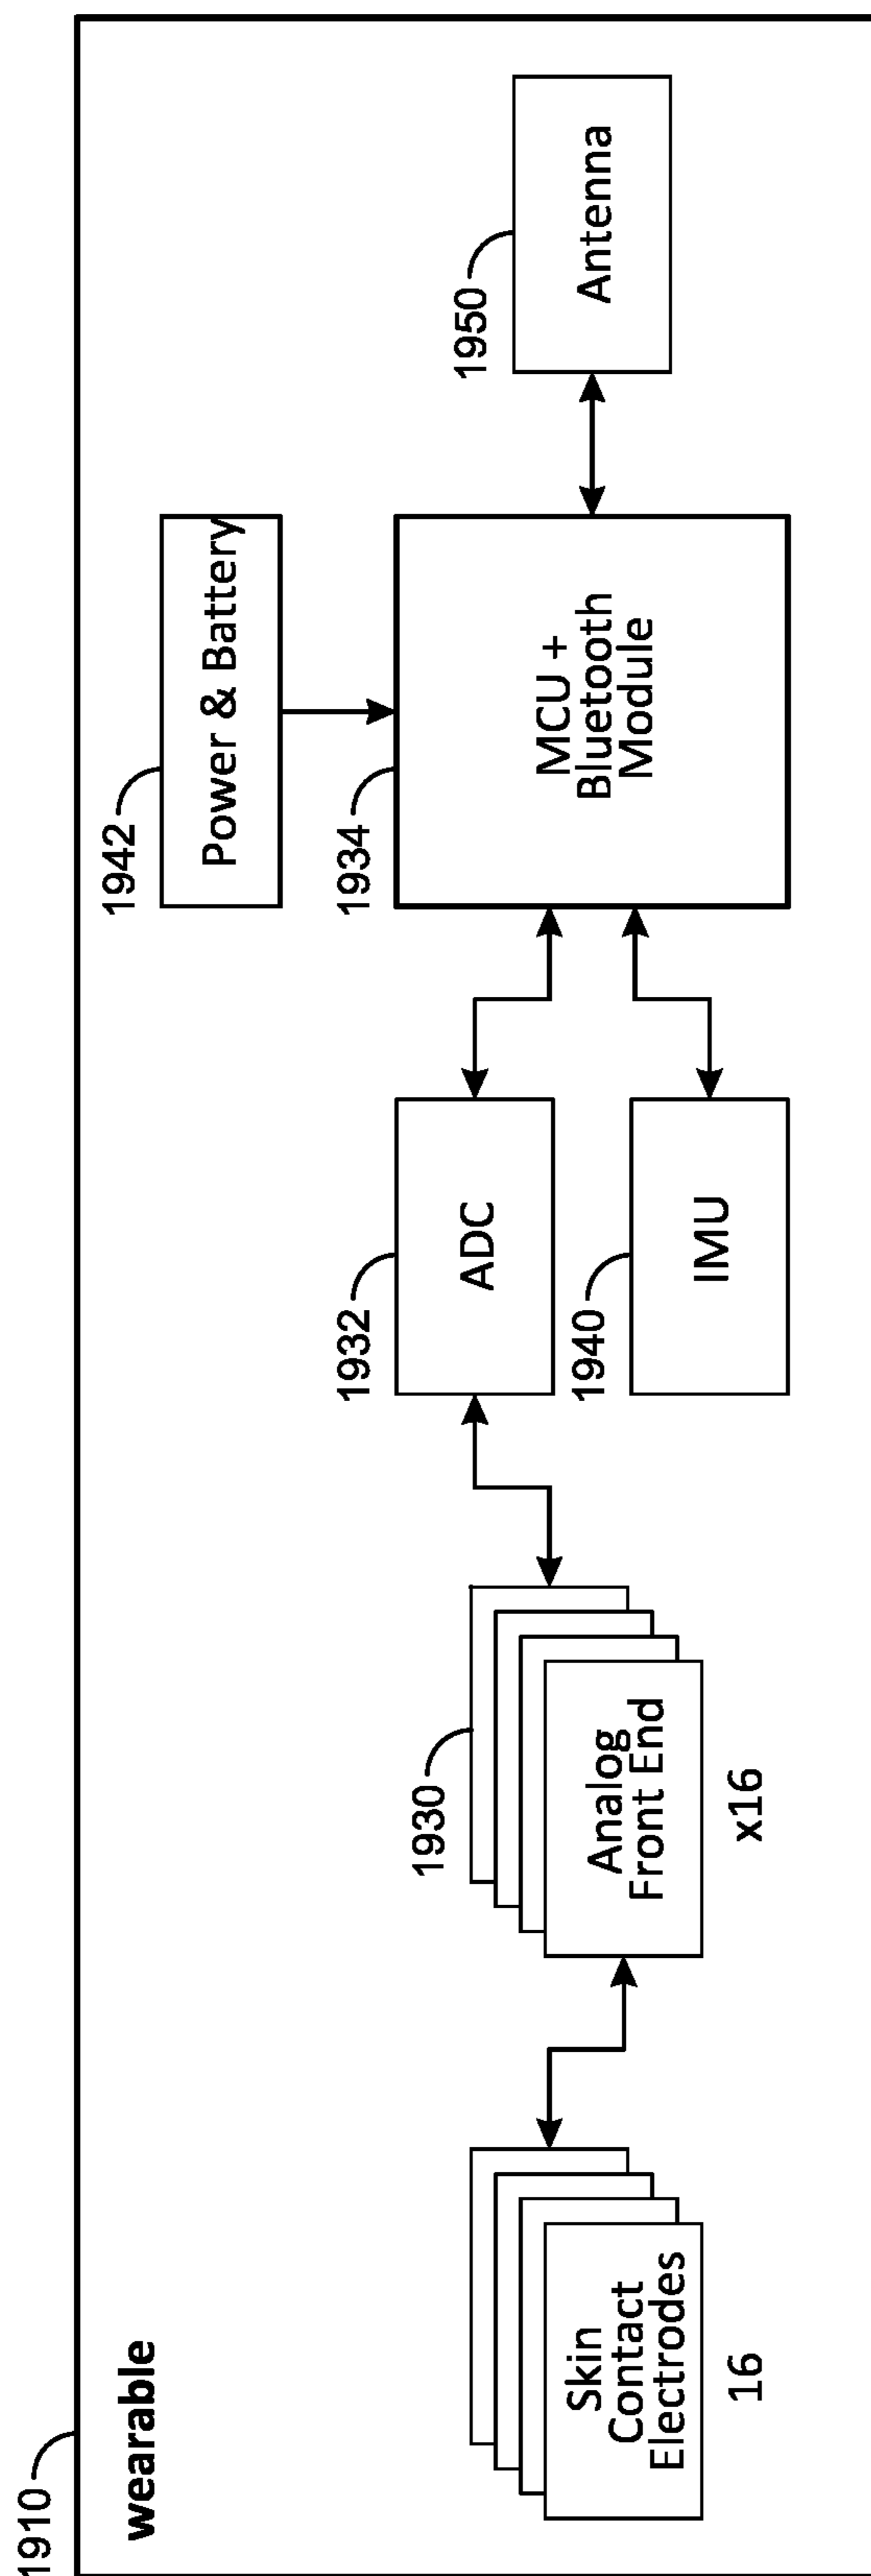 1910
wearable
1942
Power & Battery
1934
MCU +
Bluetooth
Module
1950
Antenna
1932
ADC
1940
IMU
1930
Analog
Front End
x16
Skin
Contact
Electrodes
16